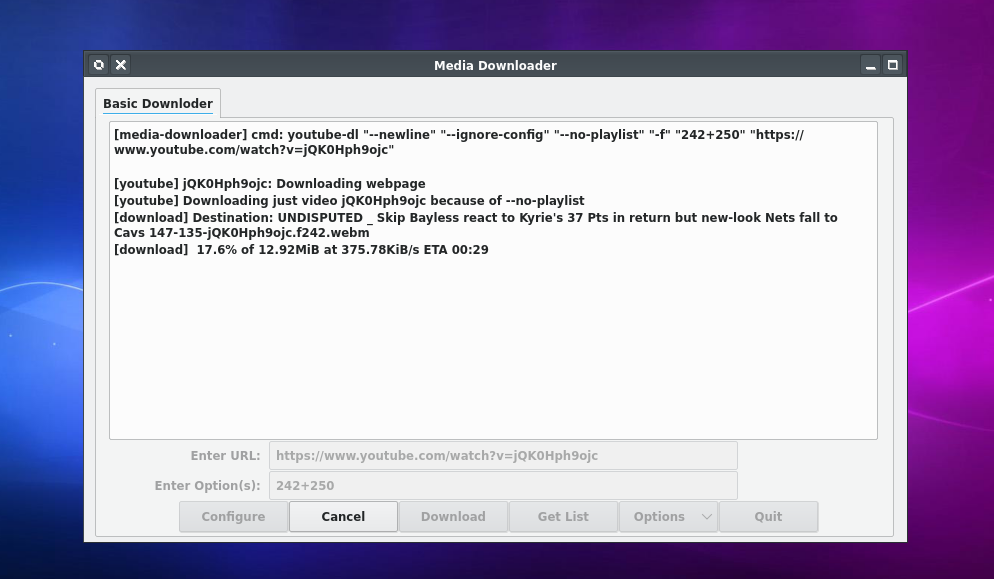 Media Downloader
Basic Downloder
[media-downloader] cmd: youtube-dl "--newline" "--ignore-config" "--no-playlist" "-f" "242+250" "https://
www.youtube.com/watch?v=jQK0Hph9ojc"
[youtube] jQK0Hph9ojc: Downloading webpage
[youtube] Downloading just video jQK0Hph9ojc because of --no-playlist
[download] Destination: UNDISPUTED _ Skip Bayless react to Kyrie's 37 Pts in return but new-look Nets fall to
Cavs 147-135-jQK0Hph9ojc.f242.webm
[download]  17.6% of 12.92MiB at 375.78KiB/s ETA 00:29
Enter URL: https://www.youtube.com/watch?v=jQK0Hph9ojc
Enter Option(s): 242+250
Configure Cancel Download Get List Options Quit